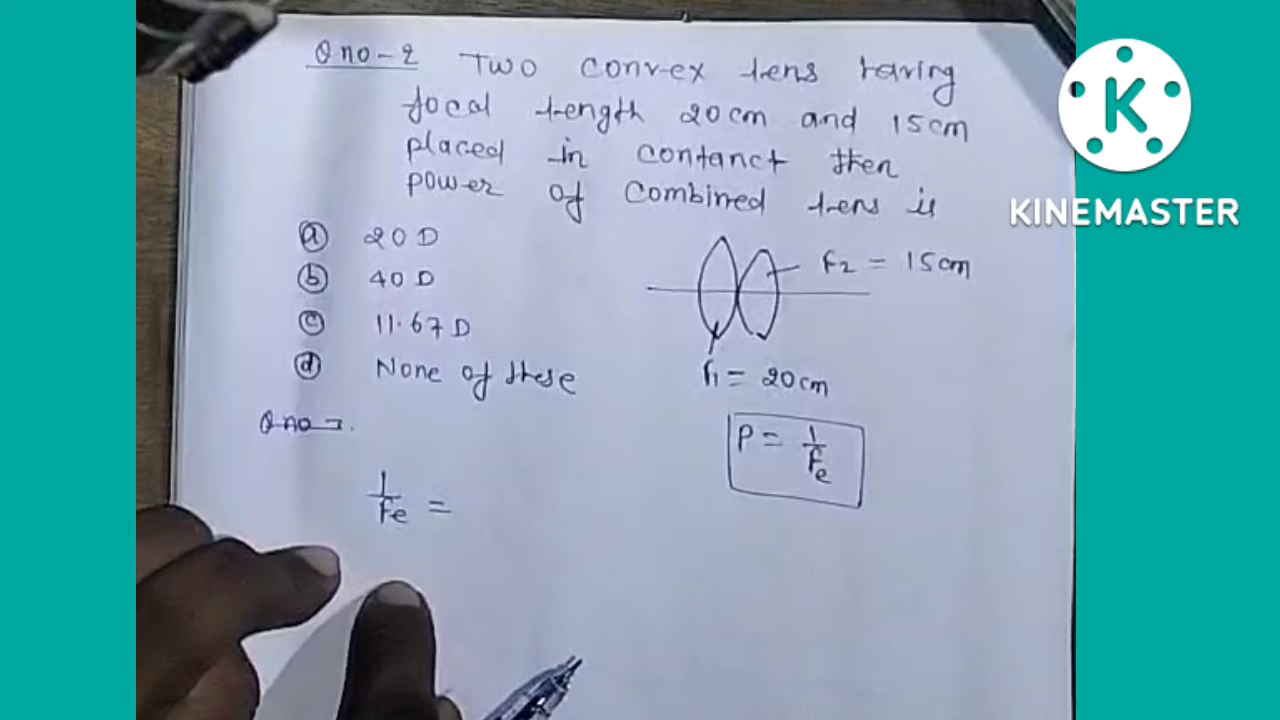 Q no - 2 Two convex lens having
focal length 20 cm and 15 cm
placed in contanct then
power of combined lens is
(a) 20 D
(b) 40 D
(c) 11.67 D
(d) None of these
F2 = 15 cm
F1 = 20 cm
P = 1/Fe
1/Fe =
K
KINEMASTER